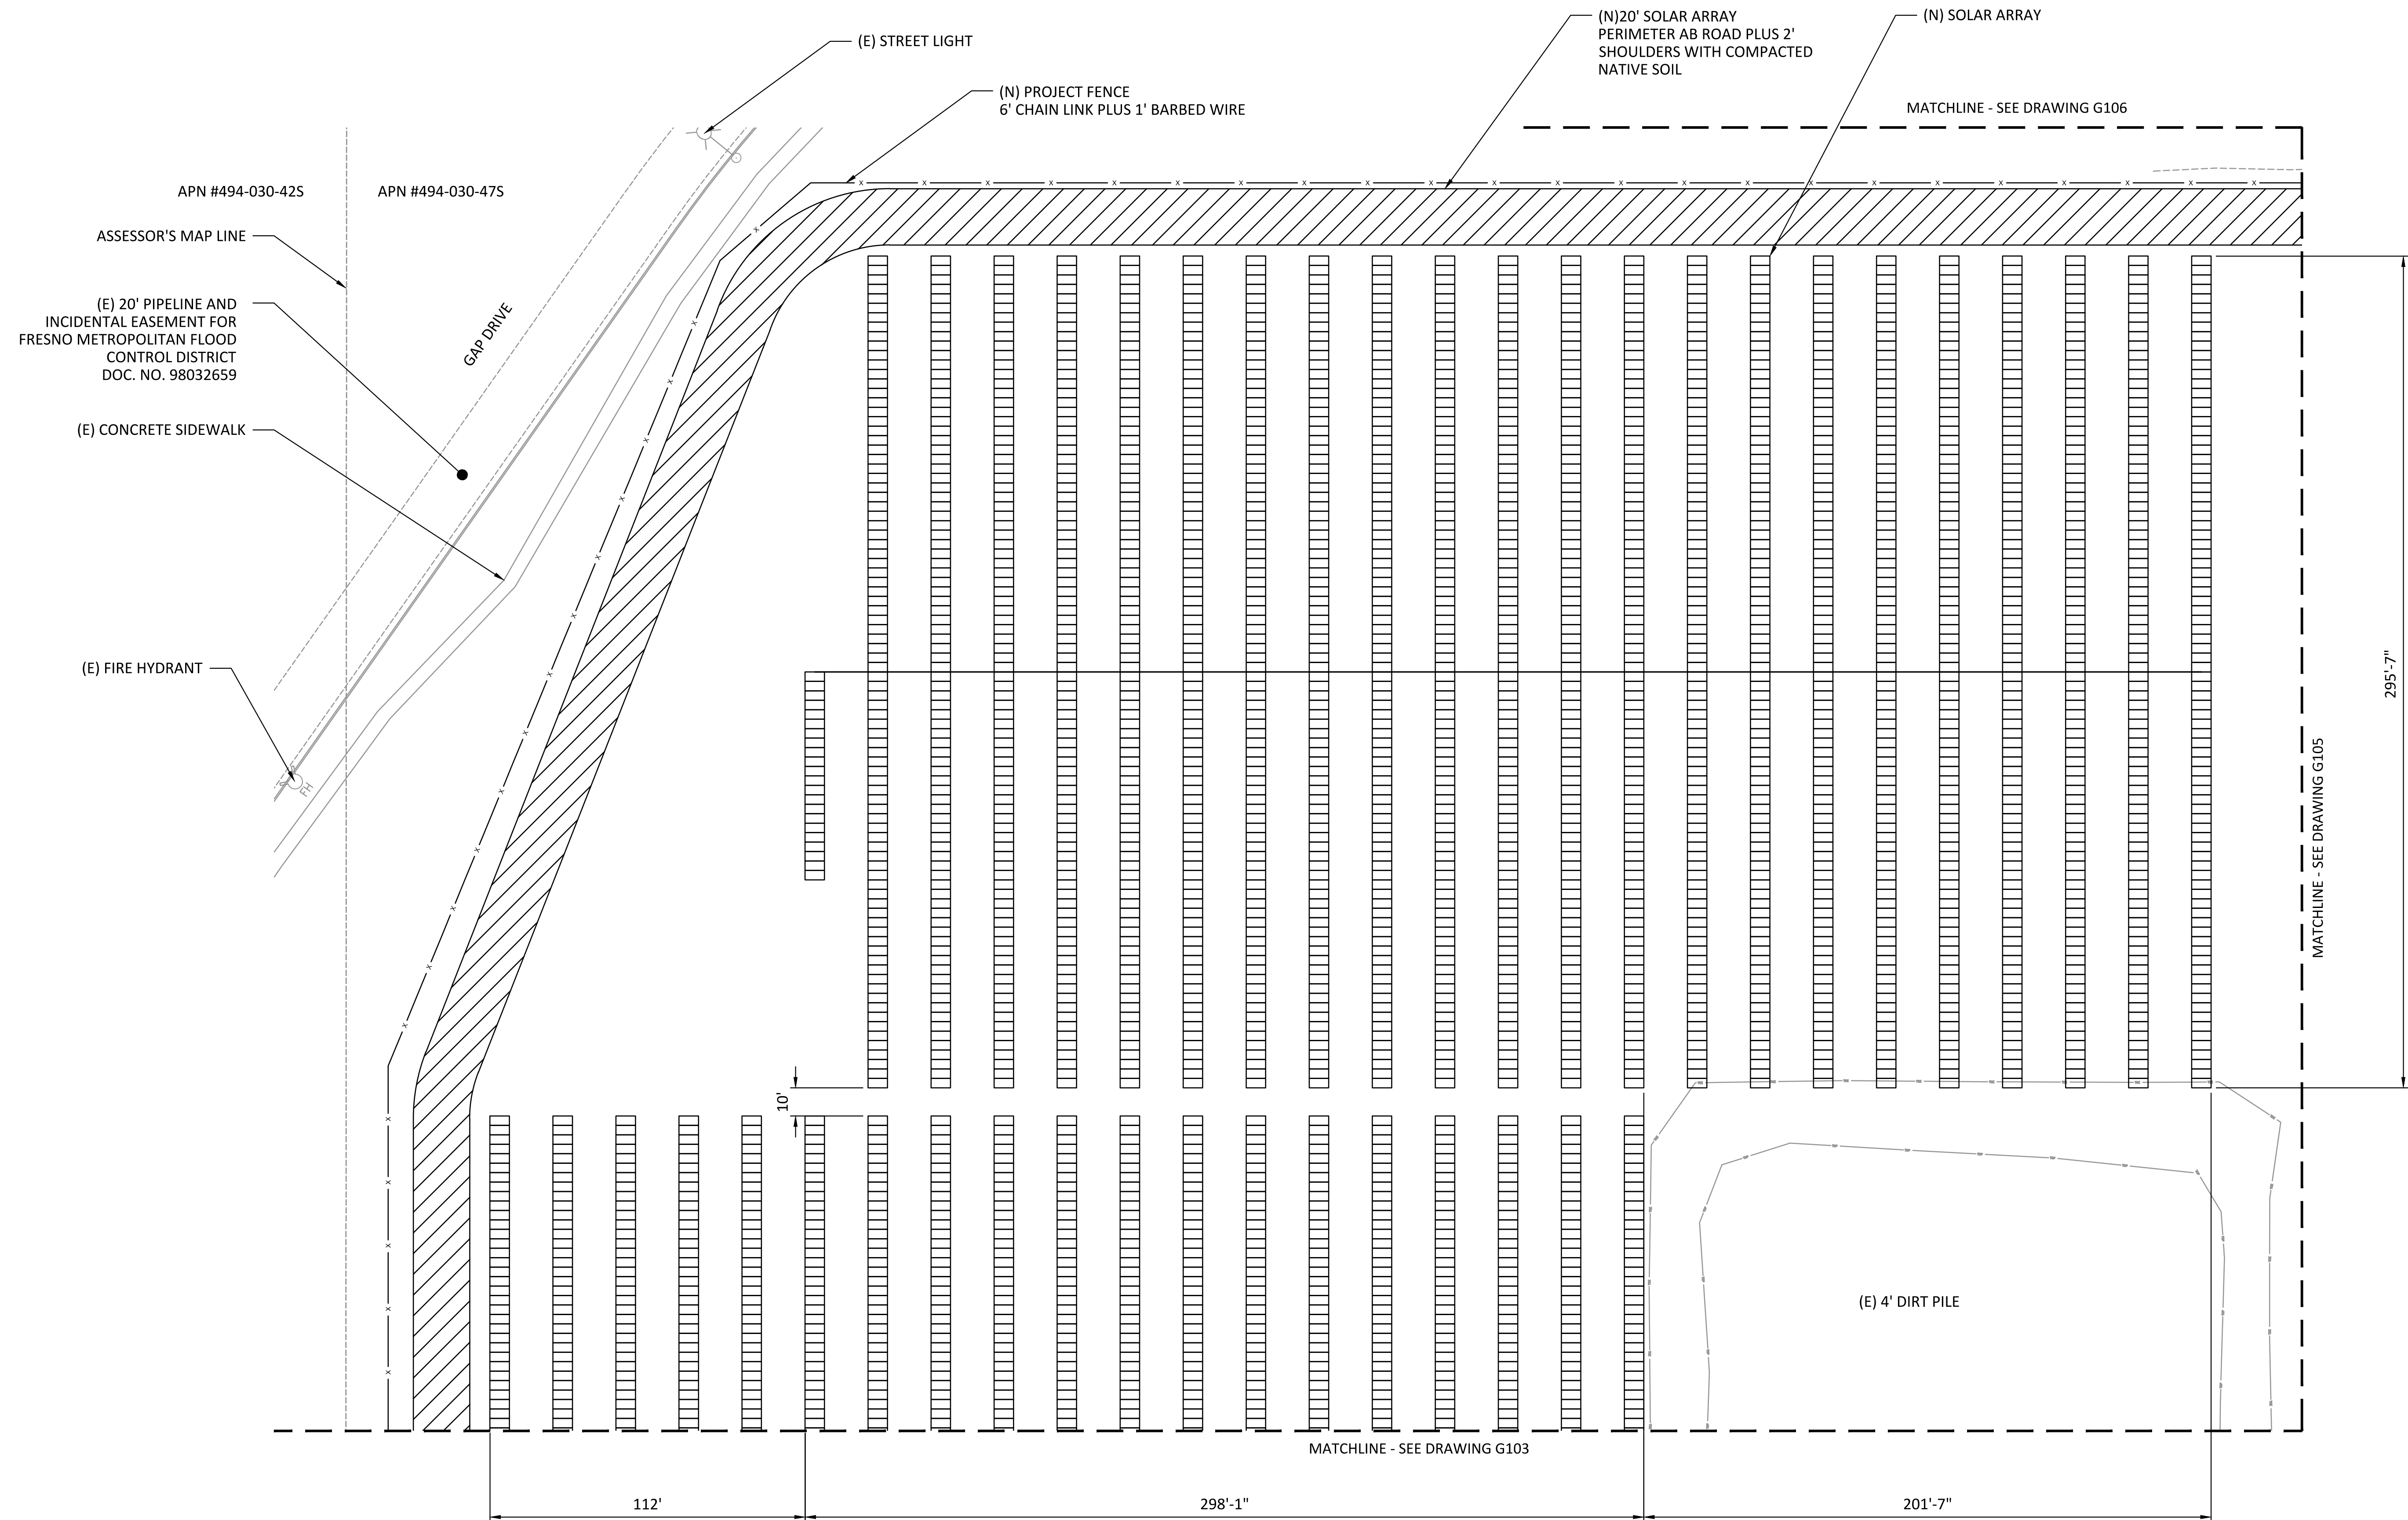 (N)20' SOLAR ARRAY
PERIMETER AB ROAD PLUS 2'
SHOULDERS WITH COMPACTED
NATIVE SOIL
(N) SOLAR ARRAY
(E) STREET LIGHT
(N) PROJECT FENCE
6' CHAIN LINK PLUS 1' BARBED WIRE
MATCHLINE - SEE DRAWING G106
APN #494-030-42S
APN #494-030-47S
ASSESSOR'S MAP LINE
(E) 20' PIPELINE AND
INCIDENTAL EASEMENT FOR
FRESNO METROPOLITAN FLOOD
CONTROL DISTRICT
DOC. NO. 98032659
GAP DRIVE
(E) CONCRETE SIDEWALK
(E) FIRE HYDRANT
FH
295'-7"
MATCHLINE - SEE DRAWING G105
10'
(E) 4' DIRT PILE
MATCHLINE - SEE DRAWING G103
112'
298'-1"
201'-7"